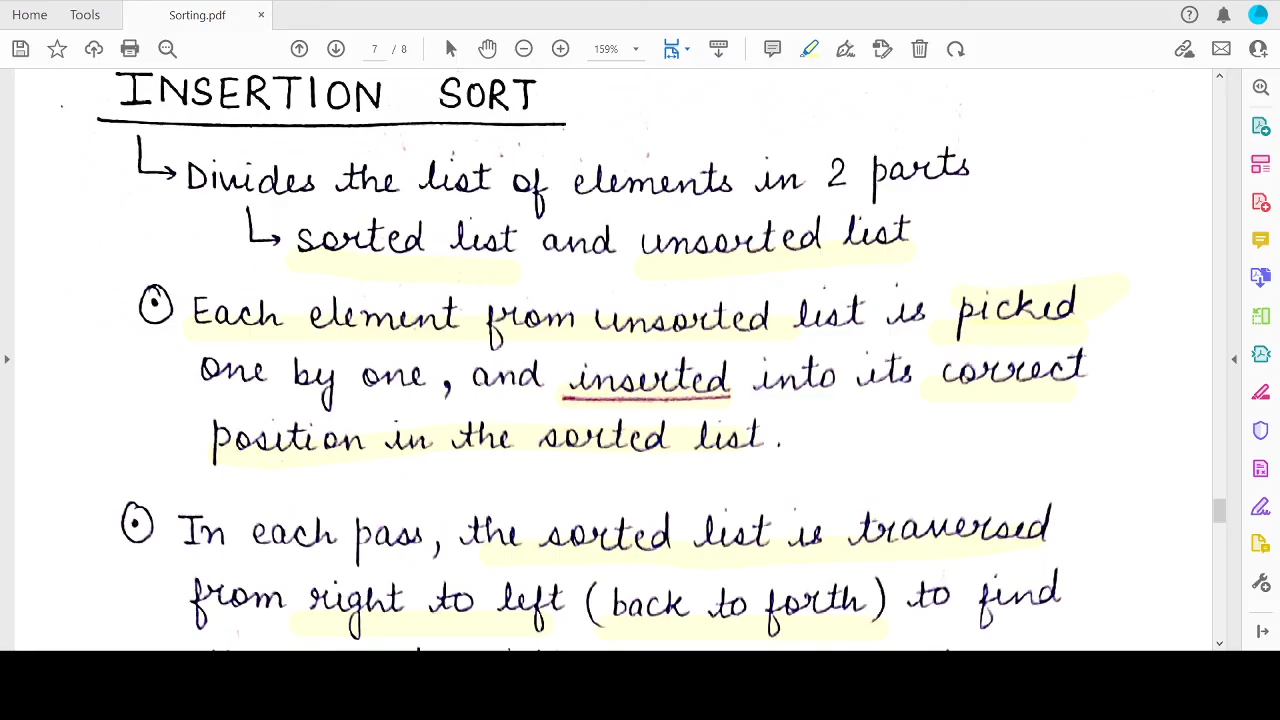 Home Tools Sorting.pdf ×
7 / 8 159%
INSERTION SORT
Divides the list of elements in 2 parts
sorted list and unsorted list
Each element from unsorted list is picked
one by one, and inserted into its correct
position in the sorted list.
In each pass, the sorted list is traversed
from right to left (back to forth) to find